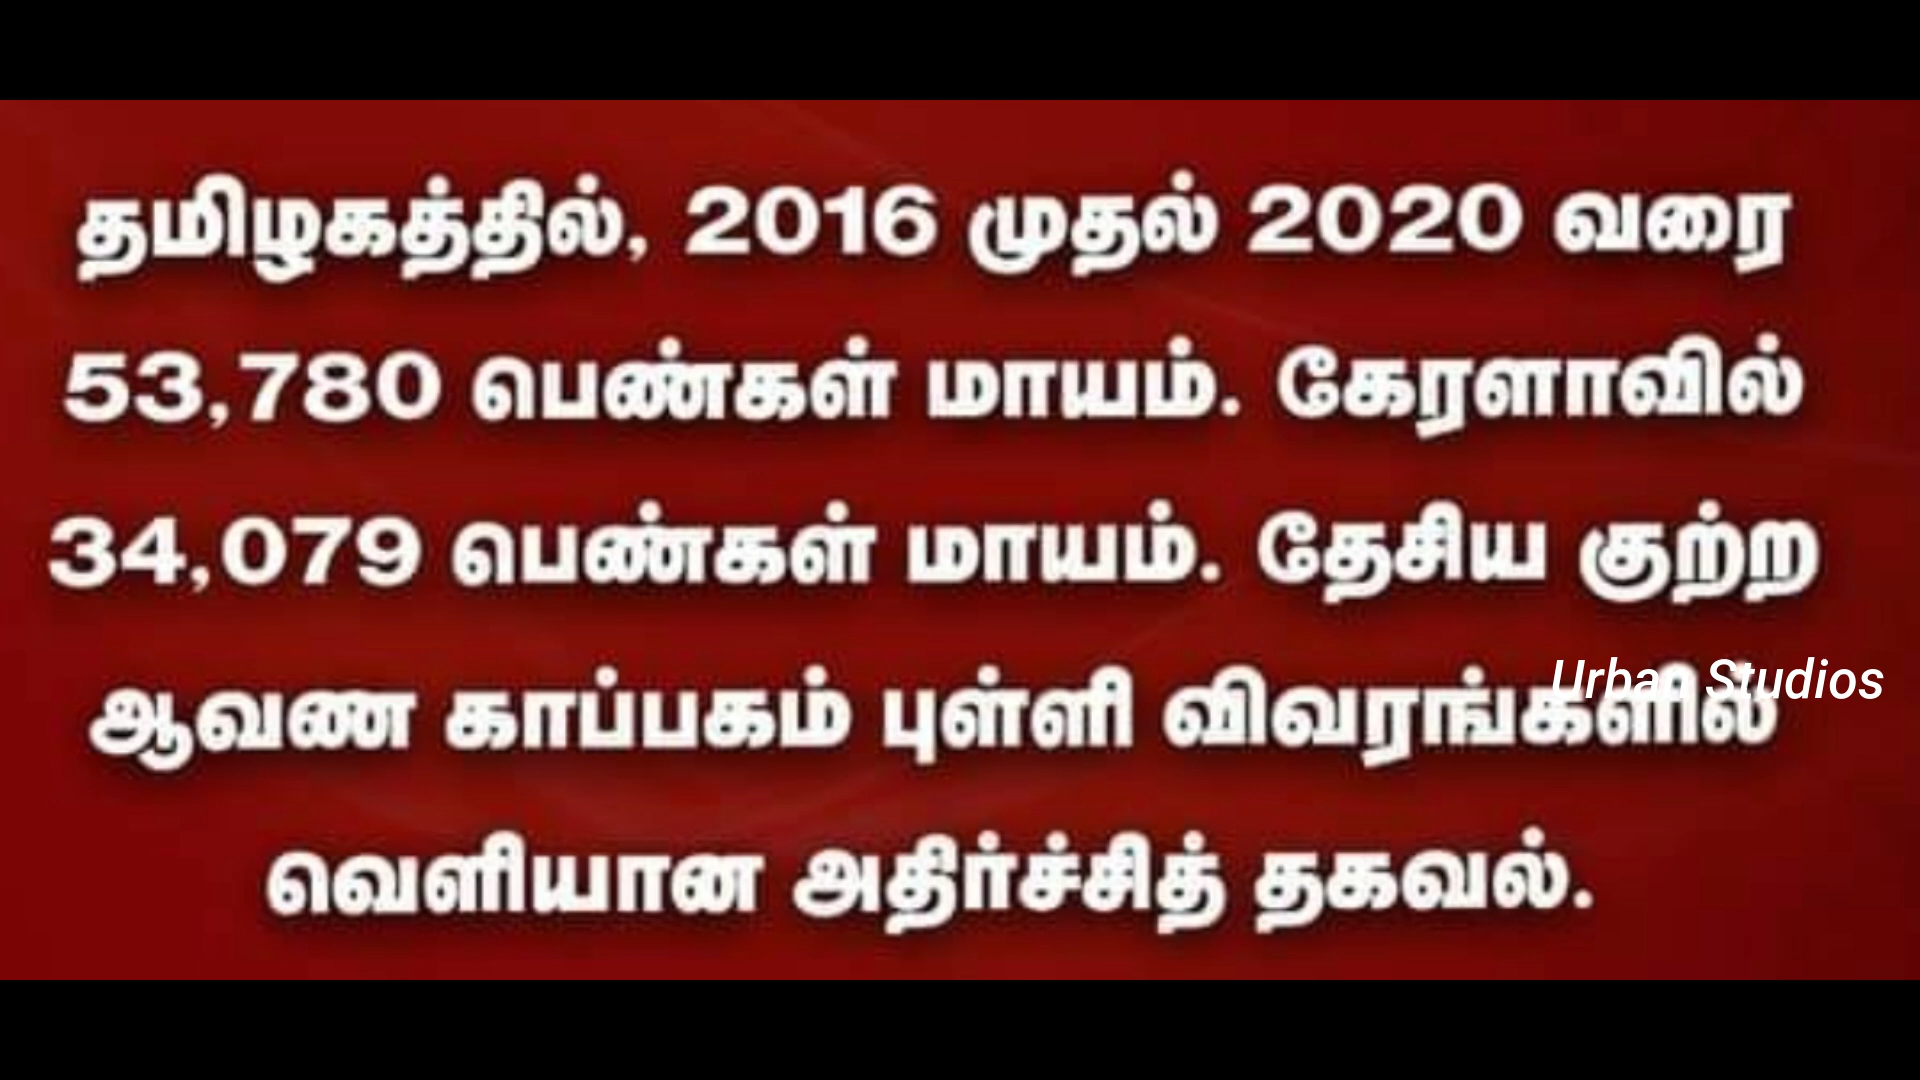 தமிழகத்தில், 2016 முதல் 2020 வரை
53,780 பெண்கள் மாயம். கேரளாவில்
34,079 பெண்கள் மாயம். தேசிய குற்ற
Urban Studios
ஆவண காப்பகம் புள்ளி விவரங்களில்
வெளியான அதிர்ச்சித் தகவல்.